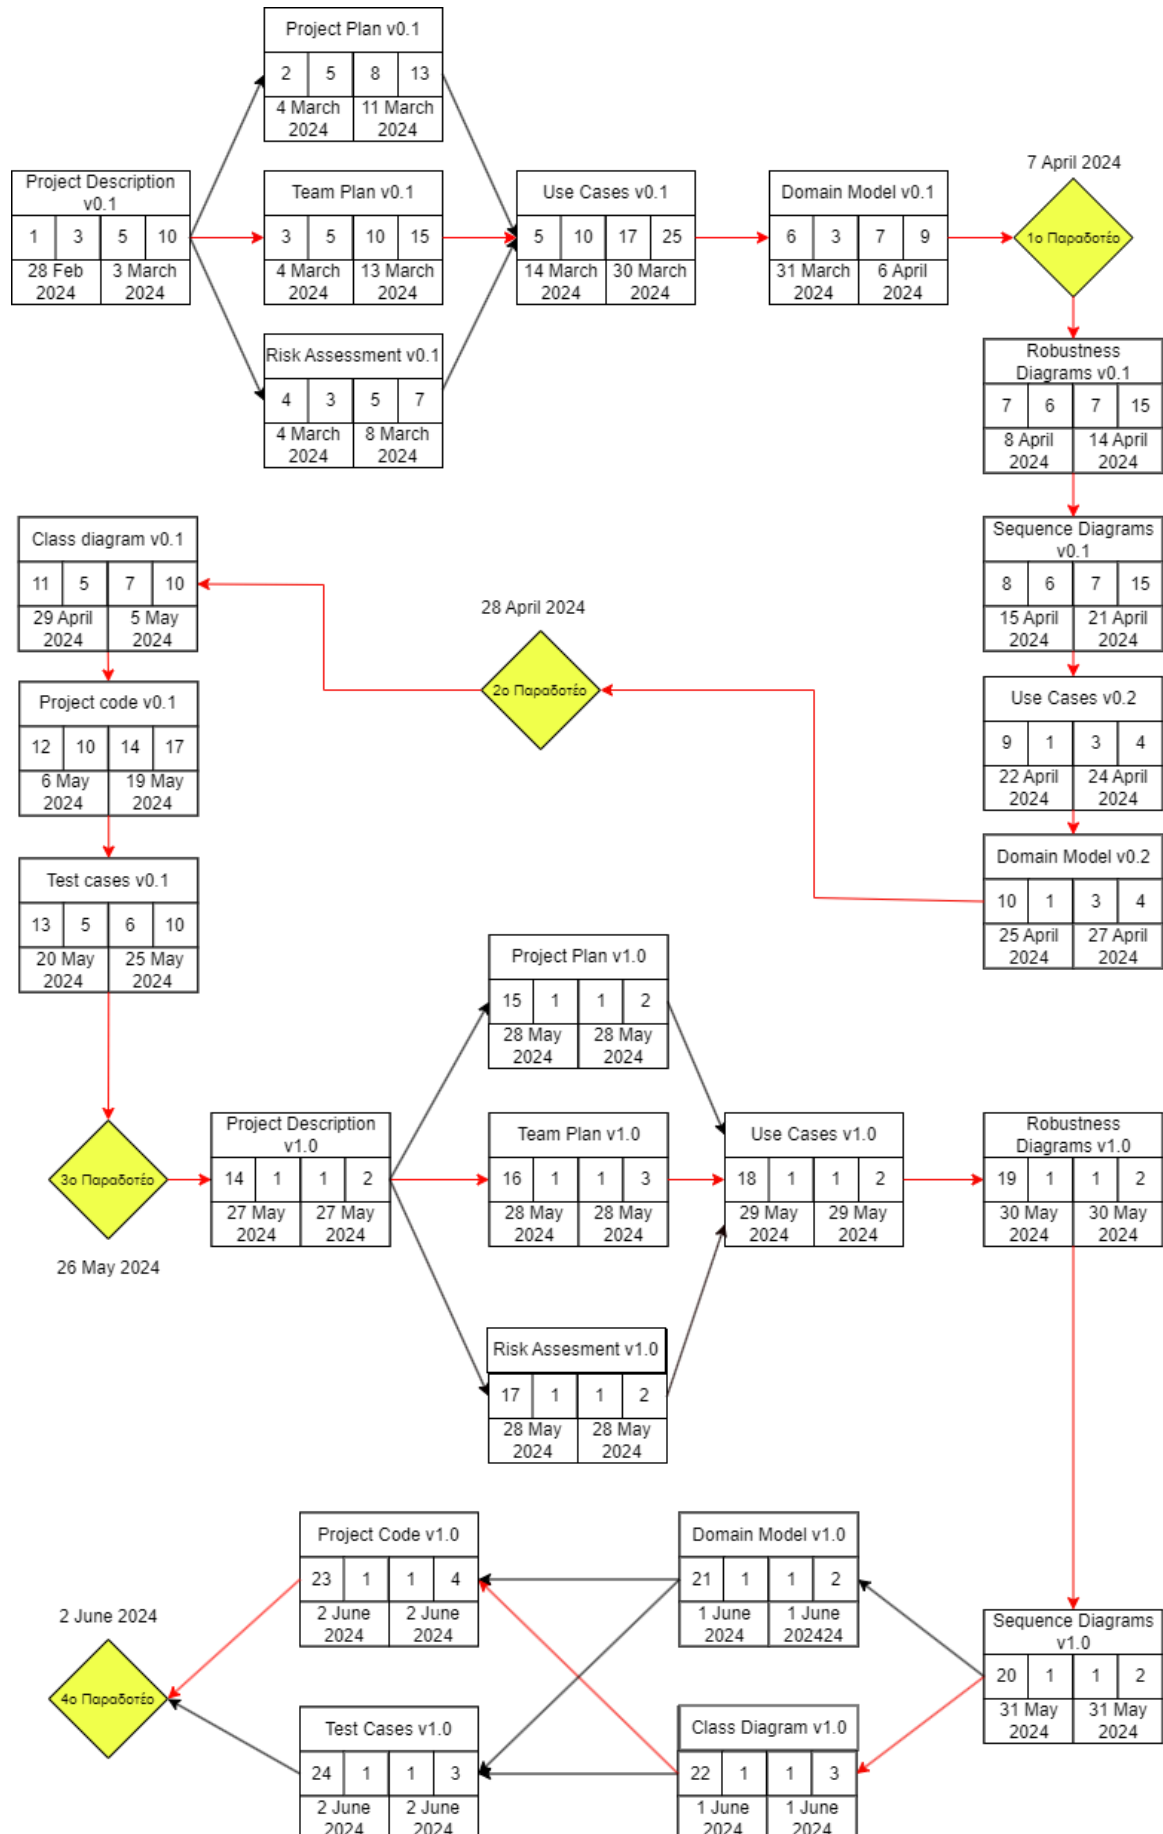 Project Plan v0.1
2 5 8 13
4 March 2024
11 March 2024
7 April 2024
Project Description v0.1
1 3 5 10
28 Feb 2024
3 March 2024
Team Plan v0.1
3 5 10 15
4 March 2024
13 March 2024
Use Cases v0.1
5 10 17 25
14 March 2024
30 March 2024
Domain Model v0.1
6 3 7 9
31 March 2024
6 April 2024
1ο Παραδοτέο
Risk Assessment v0.1
4 3 5 7
4 March 2024
8 March 2024
Robustness Diagrams v0.1
7 6 7 15
8 April 2024
14 April 2024
Sequence Diagrams v0.1
8 6 7 15
15 April 2024
21 April 2024
Use Cases v0.2
9 1 3 4
22 April 2024
24 April 2024
Domain Model v0.2
10 1 3 4
25 April 2024
27 April 2024
28 April 2024
2ο Παραδοτέο
Class diagram v0.1
11 5 7 10
29 April 2024
5 May 2024
Project code v0.1
12 10 14 17
6 May 2024
19 May 2024
Test cases v0.1
13 5 6 10
20 May 2024
25 May 2024
3ο Παραδοτέο
26 May 2024
Project Description v1.0
14 1 1 2
27 May 2024
27 May 2024
Project Plan v1.0
15 1 1 2
28 May 2024
28 May 2024
Team Plan v1.0
16 1 1 3
28 May 2024
28 May 2024
Risk Assesment v1.0
17 1 1 2
28 May 2024
28 May 2024
Use Cases v1.0
18 1 1 2
29 May 2024
29 May 2024
Robustness Diagrams v1.0
19 1 1 2
30 May 2024
30 May 2024
Sequence Diagrams v1.0
20 1 1 2
31 May 2024
31 May 2024
Domain Model v1.0
21 1 1 2
1 June 2024
1 June 202424
Class Diagram v1.0
22 1 1 3
1 June 2024
1 June 2024
Project Code v1.0
23 1 1 4
2 June 2024
2 June 2024
Test Cases v1.0
24 1 1 3
2 June 2024
2 June 2024
2 June 2024
4ο Παραδοτέο